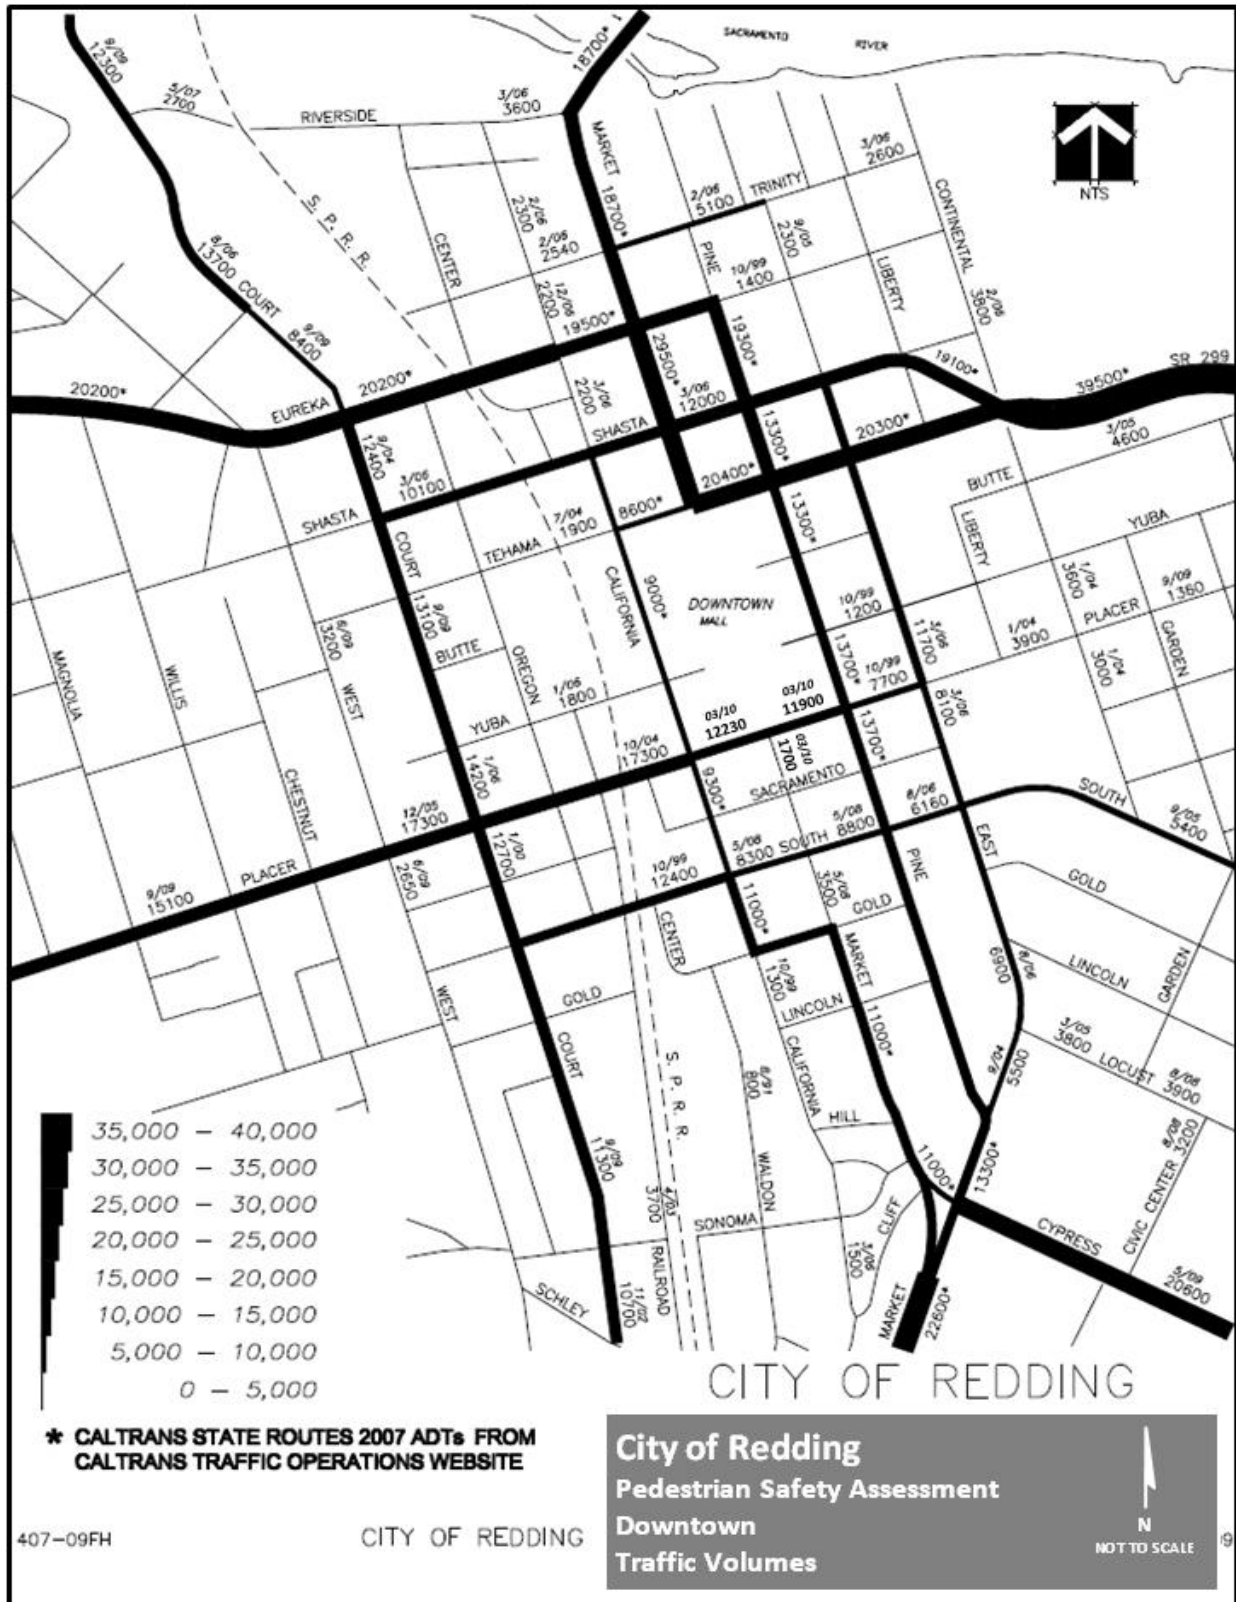 SACRAMENTO
RIVER
9/09
12300
5/07
2700
RIVERSIDE
3/06
3600
18700*
MARKET 18700*
NTS
3/06
2600
2/06
5100
TRINITY
CONTINENTAL
2/06
3800
S. P. R. R.
CENTER
2/06
2300
2/06
2540
12/06
2200
PINE
9/05
2300
10/99
1400
LIBERTY
8/06
13700 COURT
9/09
8400
19500*
29500*
19300*
19100*
SR 299
39500*
20200*
EUREKA
20200*
3/06
2200
3/06
12000
SHASTA
13300*
20300*
3/05
4600
9/04
12400
3/06
10100
SHASTA
20400*
8600*
7/04
1900
TEHAMA
COURT
13300*
BUTTE
LIBERTY
YUBA
CALIFORNIA
9000*
DOWNTOWN
MALL
10/99
1200
1/04
3600
9/09
1360
PLACER
1/04
3900
GARDEN
1/04
3000
9/09
13100
6/09
3200
BUTTE
OREGON
MAGNOLIA
WILLIS
WEST
13700*
3/06
11700
10/99
7700
1/06
1800
YUBA
03/10
11900
03/10
12230
3/06
8100
10/04
17300
03/10
1700
13700*
1/06
14200
CHESTNUT
9300*
SACRAMENTO
8/06
6160
SOUTH
9/05
5400
12/05
17300
1/00
12700
5/08
8300 SOUTH
5/08
8800
PLACER
6/09
2650
10/99
12400
5/08
3500
PINE
EAST
GOLD
9/09
15100
11000*
GOLD
CENTER
MARKET
8/06
6900
LINCOLN
GARDEN
10/99
1300
LINCOLN
WEST
GOLD
11000*
COURT
S. P. R. R.
CALIFORNIA
9/04
5500
3/05
3800 LOCUST
8/08
3900
8/91
800
HILL
8/08
CIVIC CENTER 3200
9/09
11300
WALDON
11000*
13300*
4/03
3700
SONOMA
CLIFF
CYPRESS
3/06
1500
RAILROAD
SCHLEY
11/02
10700
MARKET
22600*
5/09
20600
35,000 – 40,000
30,000 – 35,000
25,000 – 30,000
20,000 – 25,000
15,000 – 20,000
10,000 – 15,000
5,000 – 10,000
0 – 5,000
CITY OF REDDING
* CALTRANS STATE ROUTES 2007 ADTs FROM
CALTRANS TRAFFIC OPERATIONS WEBSITE
City of Redding
Pedestrian Safety Assessment
Downtown
Traffic Volumes
N
NOT TO SCALE
407-09FH
CITY OF REDDING